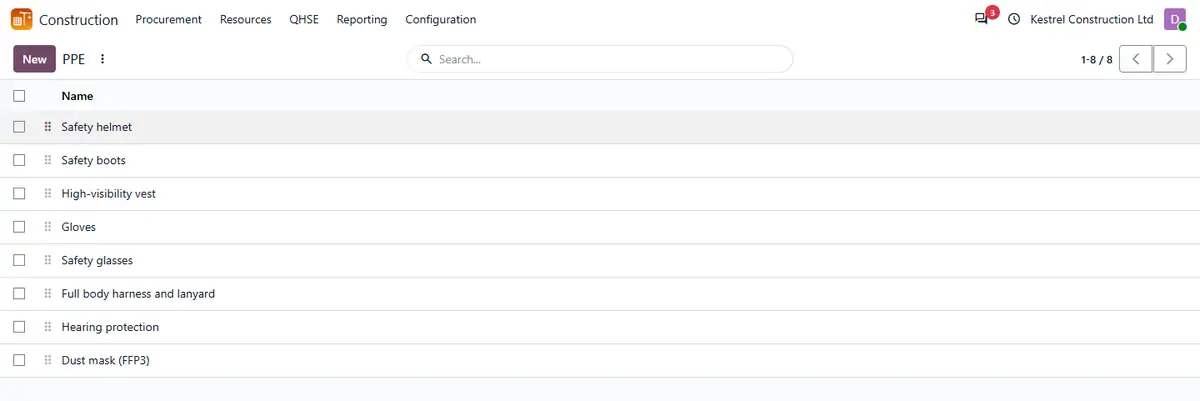 Construction Procurement Resources QHSE Reporting Configuration 3 Kestrel Construction Ltd D
New PPE Search... 1-8 / 8
Name
Safety helmet
Safety boots
High-visibility vest
Gloves
Safety glasses
Full body harness and lanyard
Hearing protection
Dust mask (FFP3)